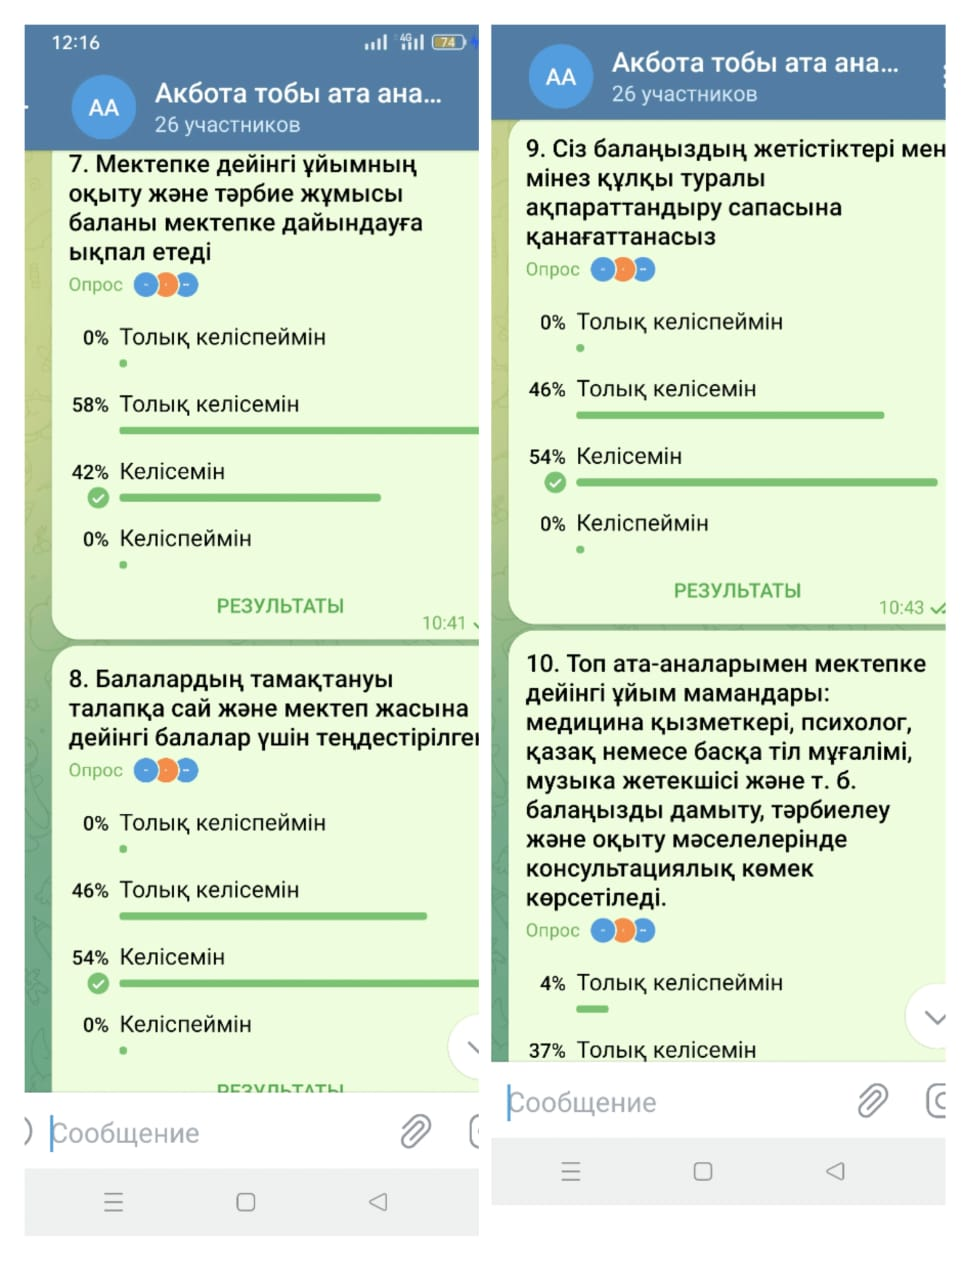 12:16
4G
74
АА
Акбота тобы ата ана...
26 участников
7. Мектепке дейінгі ұйымның
оқыту және тәрбие жұмысы
баланы мектепке дайындауға
ықпал етеді
Опрос
0% Толық келіспеймін
58% Толық келісемін
42% Келісемін
0% Келіспеймін
РЕЗУЛЬТАТЫ
10:41
8. Балалардың тамақтануы
талапқа сай және мектеп жасына
дейінгі балалар үшін теңдестірілген
Опрос
0% Толық келіспеймін
46% Толық келісемін
54% Келісемін
0% Келіспеймін
РЕЗУЛЬТАТЫ
Сообщение
АА
Акбота тобы ата ана...
26 участников
9. Сіз балаңыздың жетістіктері мен
мінез құлқы туралы
ақпараттандыру сапасына
қанағаттанасыз
Опрос
0% Толық келіспеймін
46% Толық келісемін
54% Келісемін
0% Келіспеймін
РЕЗУЛЬТАТЫ
10:43
10. Топ ата-аналарымен мектепке
дейінгі ұйым мамандары:
медицина қызметкері, психолог,
қазақ немесе басқа тіл мұғалімі,
музыка жетекшісі және т. б.
балаңызды дамыту, тәрбиелеу
және оқыту мәселелерінде
консультациялық көмек
көрсетіледі.
Опрос
4% Толық келіспеймін
37% Толық келісемін
Сообщение